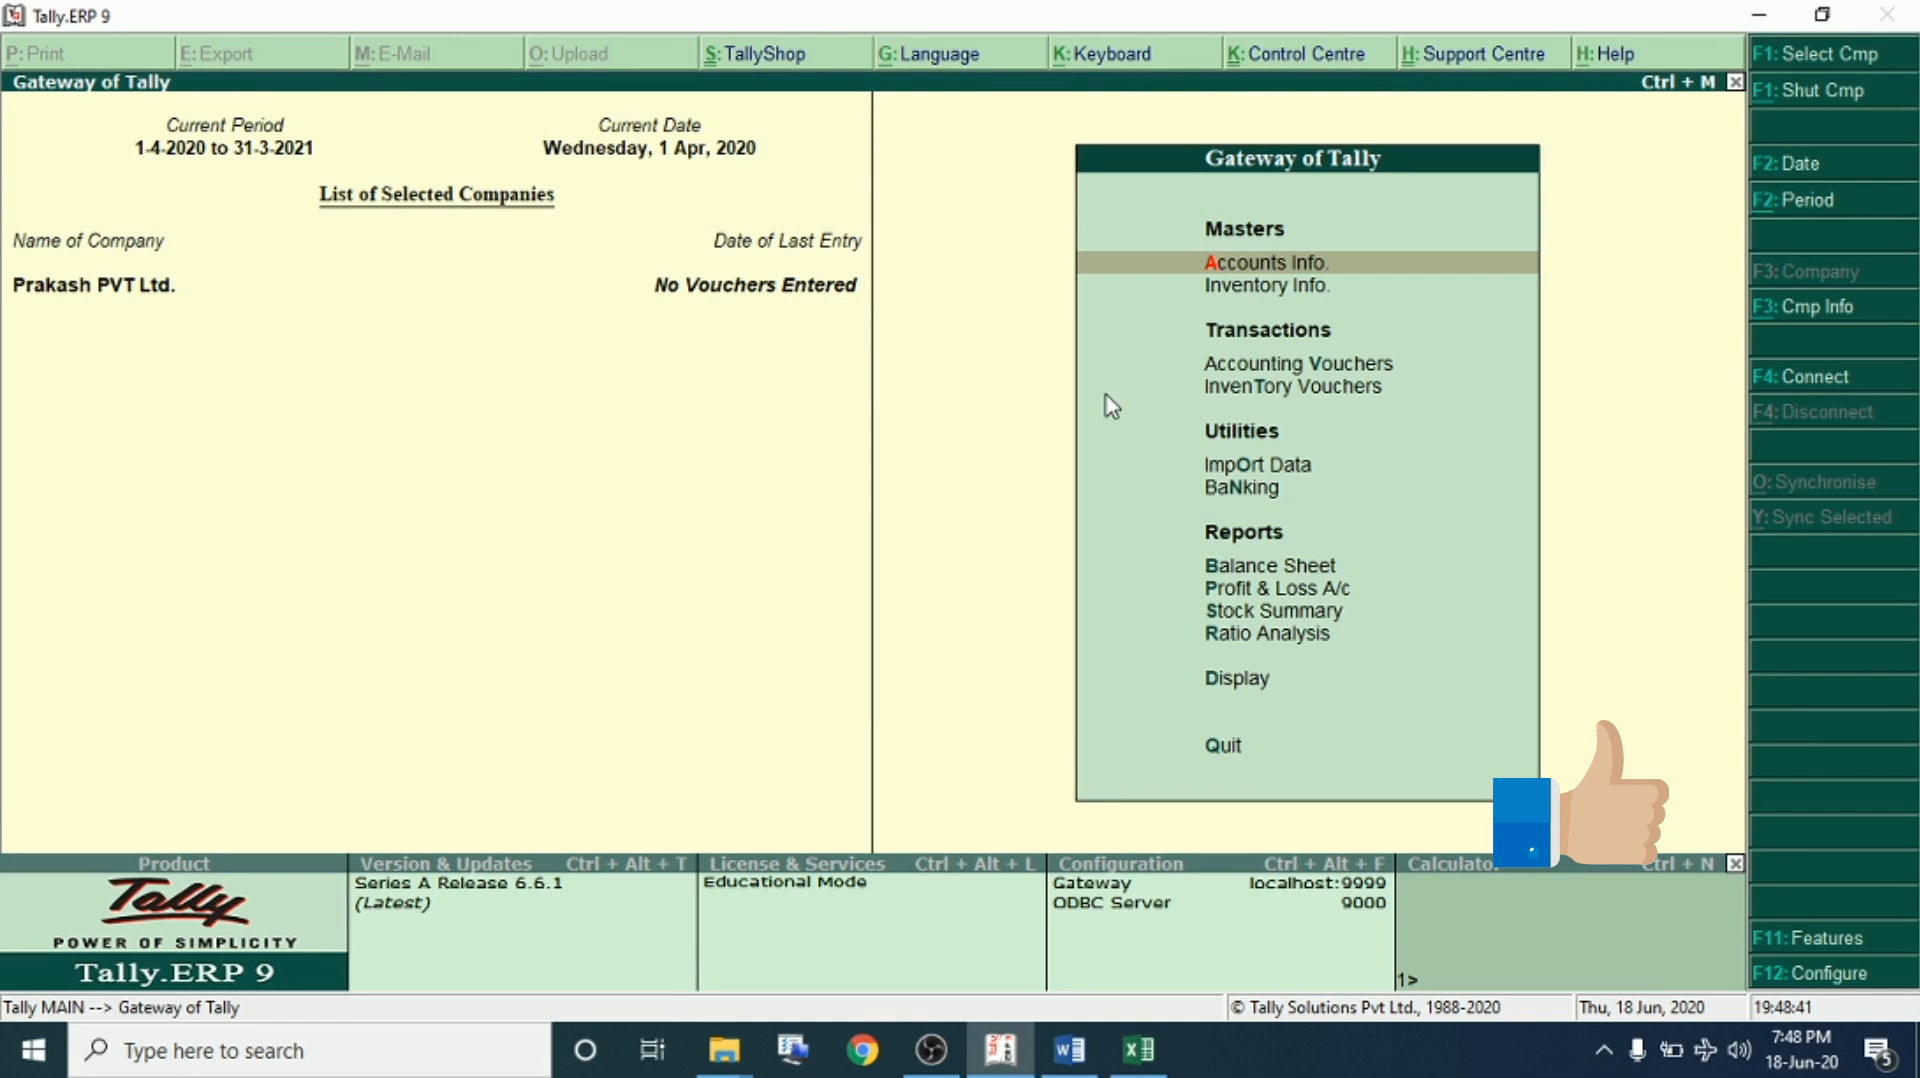 Tally.ERP 9
P: Print
E: Export
M: E-Mail
O: Upload
S: TallyShop
G: Language
K: Keyboard
K: Control Centre
H: Support Centre
H: Help
Gateway of Tally
Ctrl + M
Current Period
1-4-2020 to 31-3-2021
Current Date
Wednesday, 1 Apr, 2020
List of Selected Companies
Name of Company
Date of Last Entry
Prakash PVT Ltd.
No Vouchers Entered
Gateway of Tally
Masters
Accounts Info.
Inventory Info.
Transactions
Accounting Vouchers
InvenTory Vouchers
Utilities
ImpOrt Data
BaNking
Reports
Balance Sheet
Profit & Loss A/c
Stock Summary
Ratio Analysis
Display
Quit
F1: Select Cmp
F1: Shut Cmp
F2: Date
F2: Period
F3: Company
F3: Cmp Info
F4: Connect
F4: Disconnect
O: Synchronise
Y: Sync Selected
F11: Features
F12: Configure
Product
Tally
POWER OF SIMPLICITY
Tally.ERP 9
Version & Updates Ctrl + Alt + T
Series A Release 6.6.1
(Latest)
License & Services Ctrl + Alt + L
Educational Mode
Configuration Ctrl + Alt + F
Gateway localhost:9999
ODBC Server 9000
Calculato Ctrl + N
1>
Tally MAIN --> Gateway of Tally
© Tally Solutions Pvt Ltd., 1988-2020
Thu, 18 Jun, 2020
19:48:41
Type here to search
7:48 PM
18-Jun-20
5